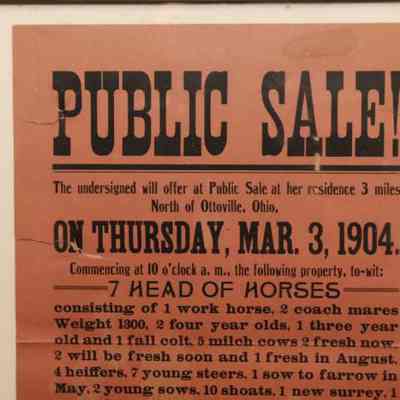 PUBLIC SALE!
The undersigned will offer at Public Sale at her residence 3 miles
North of Ottoville, Ohio,
ON THURSDAY, MAR. 3, 1904.
Commencing at 10 o'clock a. m., the following property, to-wit:
7 HEAD OF HORSES
consisting of 1 work horse, 2 coach mares
Weight 1300, 2 four year olds, 1 three year
old and 1 fall colt, 5 milch cows 2 fresh now
2 will be fresh soon and 1 fresh in August,
4 heiffers, 7 young steers, 1 sow to farrow in
May, 2 young sows, 10 shoats, 1 new surrey, 1